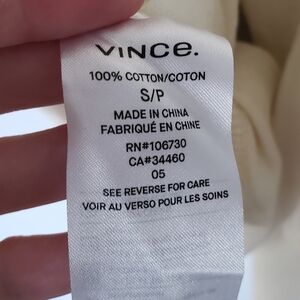 VINCE.
100% COTTON/COTON
S/P
MADE IN CHINA
FABRIQUÉ EN CHINE
RN#106730
CA#34460
05
SEE REVERSE FOR CARE
VOIR AU VERSO POUR LES SOINS